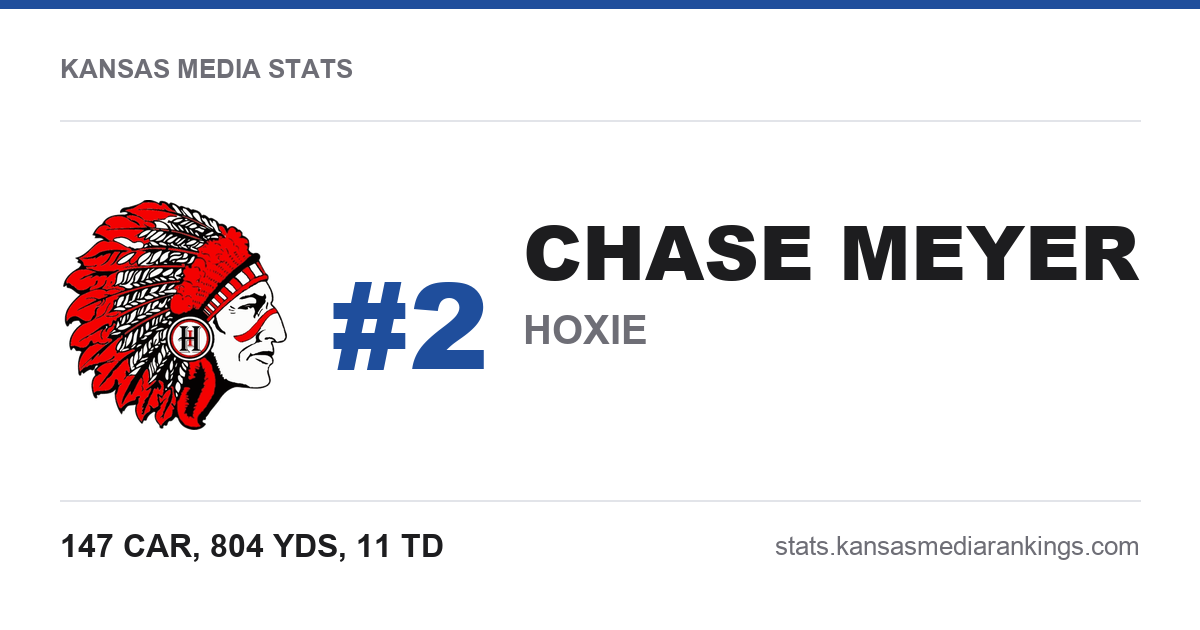 KANSAS MEDIA STATS
H
#2
CHASE MEYER
HOXIE
147 CAR, 804 YDS, 11 TD
stats.kansasmediarankings.com